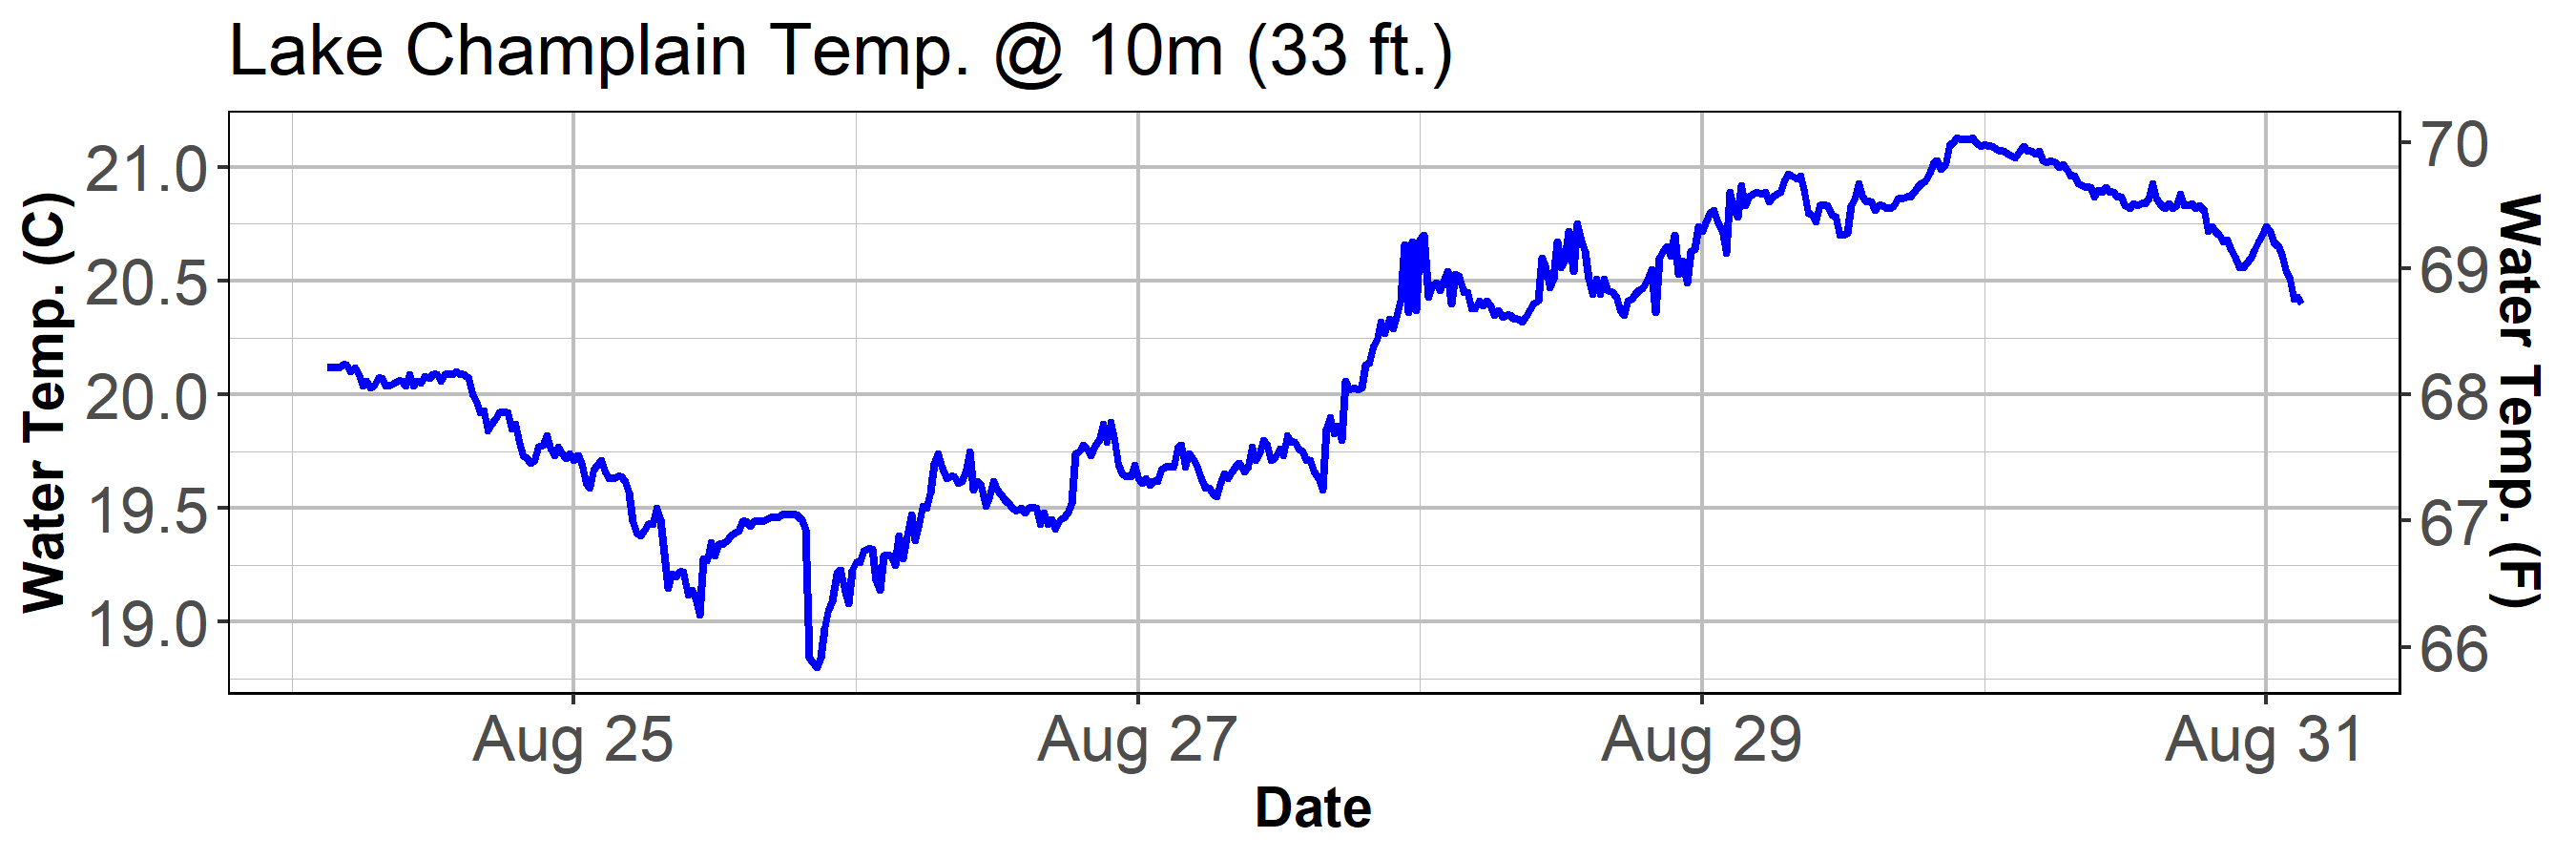 Lake Champlain Temp. @ 10m (33 ft.)
Water Temp. (C)
21.0
20.5
20.0
19.5
19.0
70
69
68
67
66
Water Temp. (F)
Aug 25 Aug 27 Aug 29 Aug 31
Date